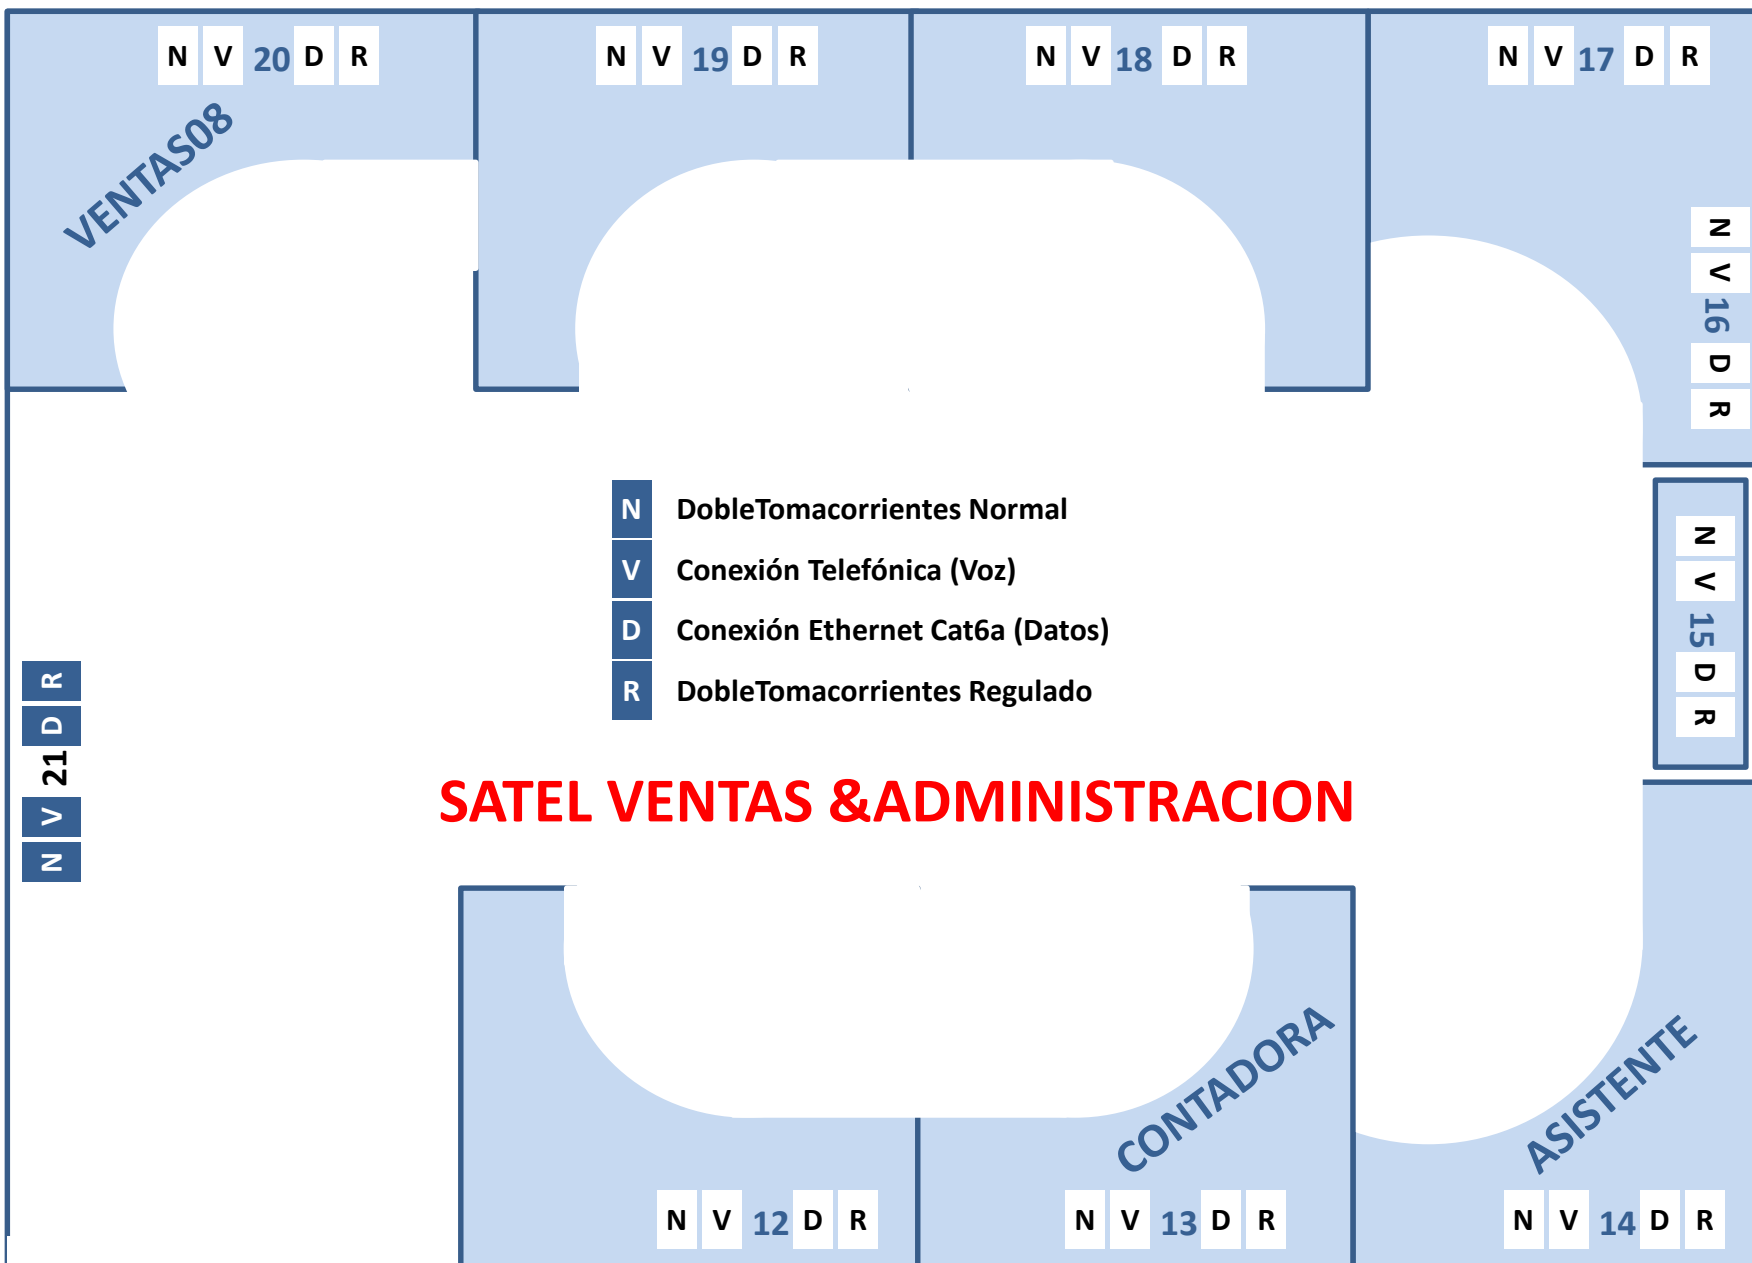 N V 20 D R
N V 19 D R
N V 18 D R
N V 17 D R
VENTAS08
N V 16 D R
N DobleTomacorrientes Normal
V Conexión Telefónica (Voz)
D Conexión Ethernet Cat6a (Datos)
R DobleTomacorrientes Regulado
N V 15 D R
N V 21 D R
SATEL VENTAS &ADMINISTRACION
CONTADORA
ASISTENTE
N V 12 D R
N V 13 D R
N V 14 D R